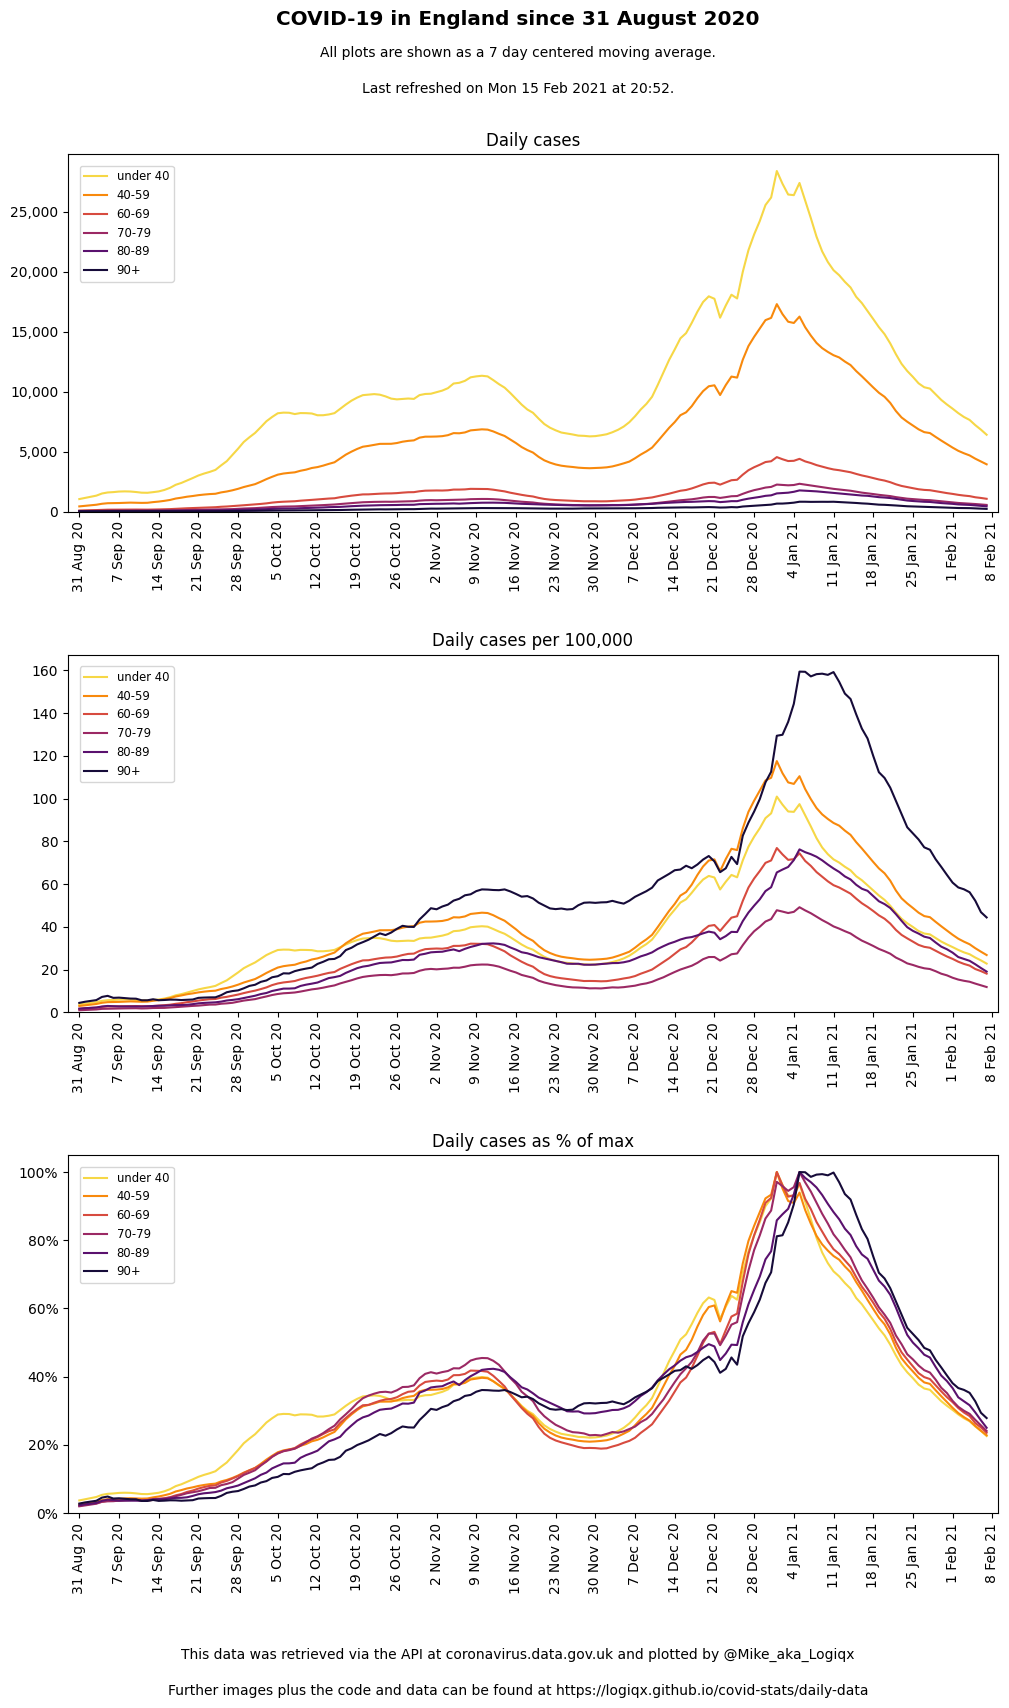 COVID-19 in England since 31 August 2020
All plots are shown as a 7 day centered moving average.
Last refreshed on Mon 15 Feb 2021 at 20:52.
Daily cases
under 40
40-59
60-69
70-79
80-89
90+
25,000
20,000
15,000
10,000
5,000
0
31 Aug 20
7 Sep 20
14 Sep 20
21 Sep 20
28 Sep 20
5 Oct 20
12 Oct 20
19 Oct 20
26 Oct 20
2 Nov 20
9 Nov 20
16 Nov 20
23 Nov 20
30 Nov 20
7 Dec 20
14 Dec 20
21 Dec 20
28 Dec 20
4 Jan 21
11 Jan 21
18 Jan 21
25 Jan 21
1 Feb 21
8 Feb 21
Daily cases per 100,000
under 40
40-59
60-69
70-79
80-89
90+
160
140
120
100
80
60
40
20
0
31 Aug 20
7 Sep 20
14 Sep 20
21 Sep 20
28 Sep 20
5 Oct 20
12 Oct 20
19 Oct 20
26 Oct 20
2 Nov 20
9 Nov 20
16 Nov 20
23 Nov 20
30 Nov 20
7 Dec 20
14 Dec 20
21 Dec 20
28 Dec 20
4 Jan 21
11 Jan 21
18 Jan 21
25 Jan 21
1 Feb 21
8 Feb 21
Daily cases as % of max
under 40
40-59
60-69
70-79
80-89
90+
100%
80%
60%
40%
20%
0%
31 Aug 20
7 Sep 20
14 Sep 20
21 Sep 20
28 Sep 20
5 Oct 20
12 Oct 20
19 Oct 20
26 Oct 20
2 Nov 20
9 Nov 20
16 Nov 20
23 Nov 20
30 Nov 20
7 Dec 20
14 Dec 20
21 Dec 20
28 Dec 20
4 Jan 21
11 Jan 21
18 Jan 21
25 Jan 21
1 Feb 21
8 Feb 21
This data was retrieved via the API at coronavirus.data.gov.uk and plotted by @Mike_aka_Logiqx
Further images plus the code and data can be found at https://logiqx.github.io/covid-stats/daily-data